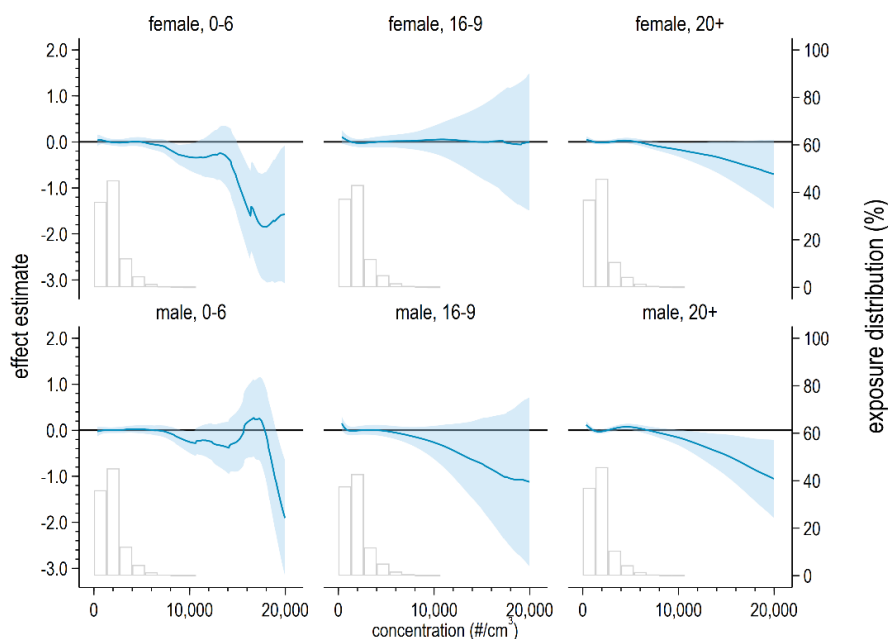 female, 0-6 female, 16-9 female, 20+
2.0 100
1.0 80
0.0 60
-1.0 40
-2.0 20
-3.0 0
effect estimate
exposure distribution (%)
male, 0-6 male, 16-9 male, 20+
2.0 100
1.0 80
0.0 60
-1.0 40
-2.0 20
-3.0 0
0 10,000 20,000 0 10,000 20,000 0 10,000 20,000
concentration (#/cm³)